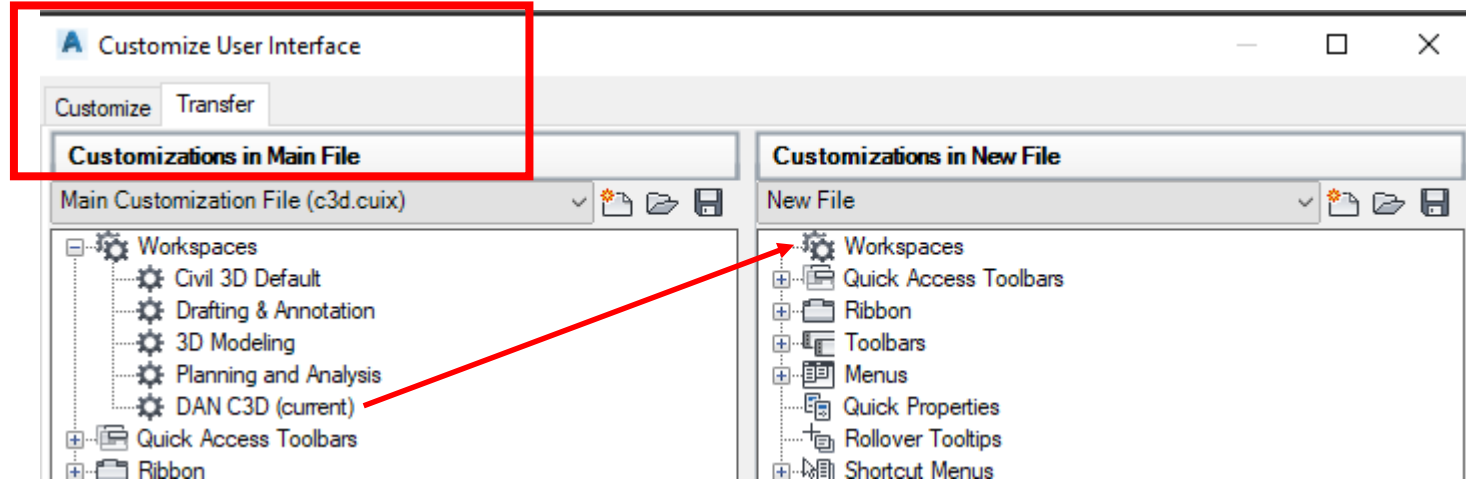 Customize User Interface
Customize Transfer
Customizations in Main File
Main Customization File (c3d.cuix)
Workspaces
Civil 3D Default
Drafting & Annotation
3D Modeling
Planning and Analysis
DAN C3D (current)
Quick Access Toolbars
Ribbon
Customizations in New File
New File
Workspaces
Quick Access Toolbars
Ribbon
Toolbars
Menus
Quick Properties
Rollover Tooltips
Shortcut Menus